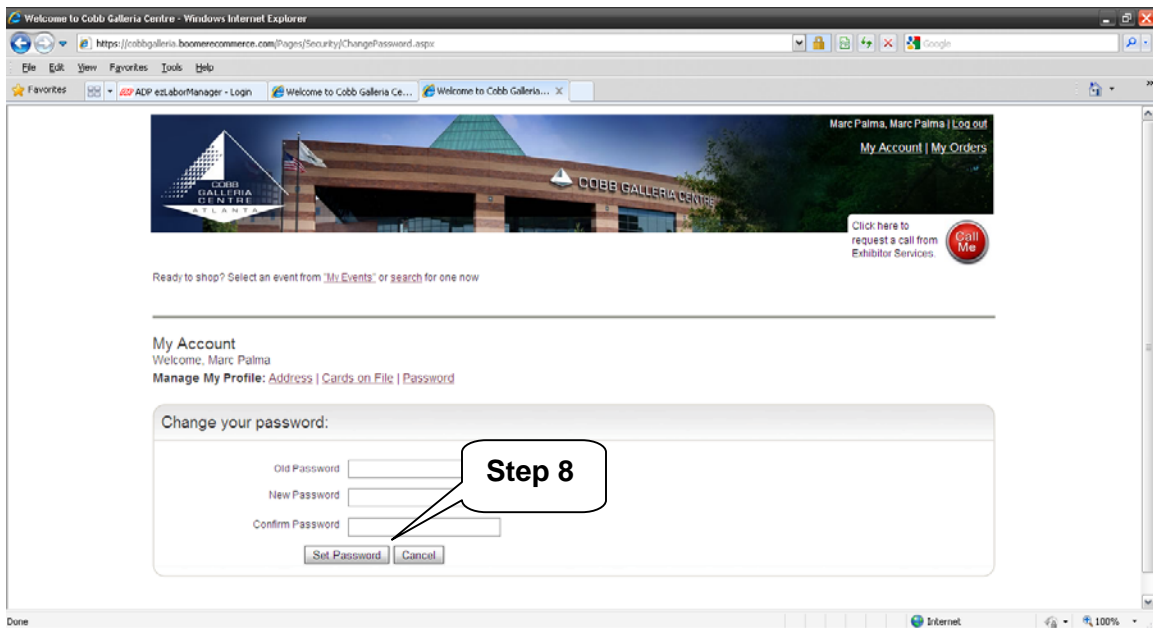 Welcome to Cobb Galleria Centre - Windows Internet Explorer
https://cobbgalleria.boomerecommerce.com/Pages/Security/ChangePassword.aspx
Google
File Edit View Favorites Tools Help
Favorites
ADP ezLaborManager - Login
Welcome to Cobb Galleria Ce...
Welcome to Cobb Galleria...
Marc Palma, Marc Palma | Log out
My Account | My Orders
COBB
GALLERIA
CENTRE
ATLANTA
COBB GALLERIA CENTRE
Click here to
request a call from
Exhibitor Services.
Call
Me
Ready to shop? Select an event from "My Events" or search for one now
My Account
Welcome, Marc Palma
Manage My Profile: Address | Cards on File | Password
Change your password:
Old Password
Step 8
New Password
Confirm Password
Set Password
Cancel
Done
Internet
100%